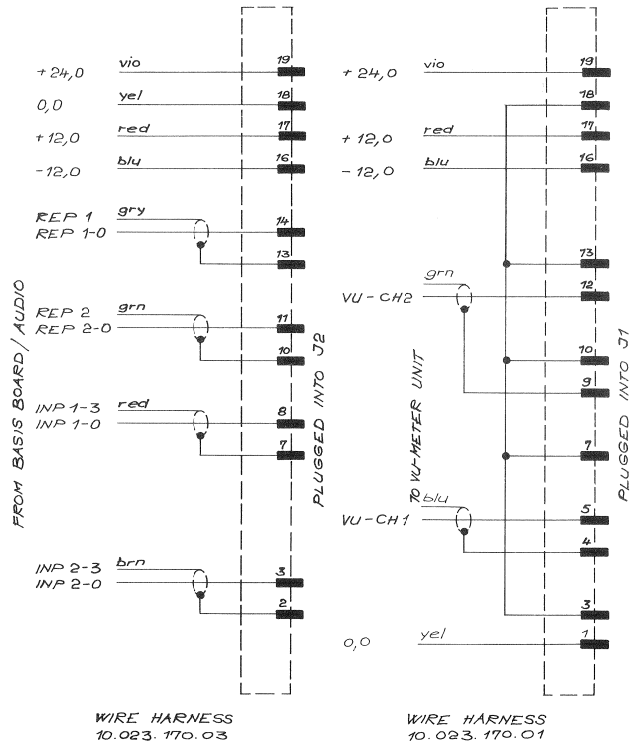 +24,0 vio 19
0,0 yel 18
+12,0 red 17
-12,0 blu 16
REP 1 gry
REP 1-0 14
13
REP 2 grn
REP 2-0 11
10
INP 1-3 red
INP 1-0 8
7
INP 2-3 brn
INP 2-0 3
2
FROM BASIS BOARD/AUDIO
PLUGGED INTO J2
WIRE HARNESS
10.023.170.03
+24,0 vio 19
18
+12,0 red 17
-12,0 blu 16
13
grn
VU-CH2 12
10
9
7
blu
VU-CH1 5
4
3
0,0 yel 1
TO VU-METER UNIT
PLUGGED INTO J1
WIRE HARNESS
10.023.170.01